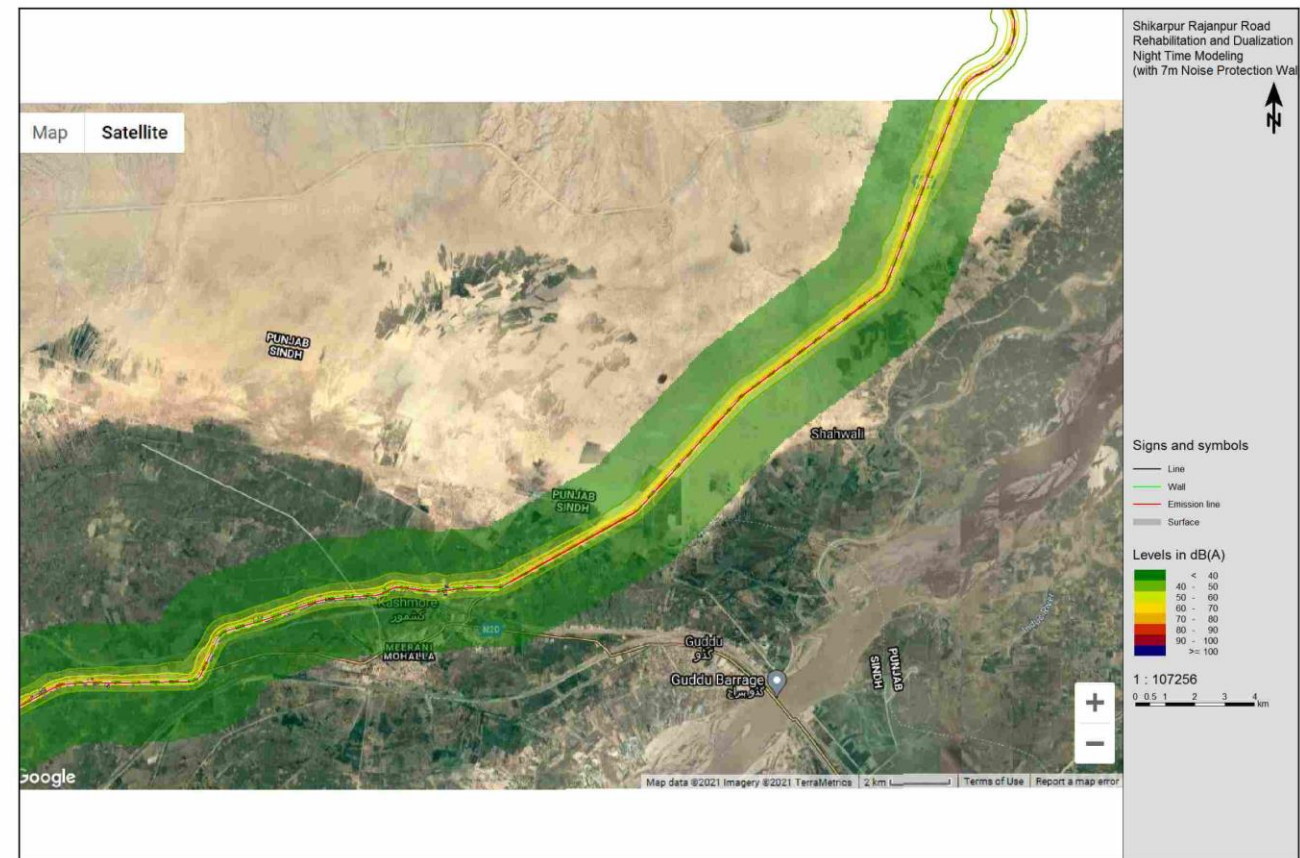 Shikarpur Rajanpur Road
Rehabilitation and Dualization
Night Time Modeling
(with 7m Noise Protection Wal
N
Map Satellite
PUNJAB
SINDH
Shahwali
PUNJAB
SINDH
Kashmore
کشمور
MEERANI
MOHALLA
Guddu
گڈو
Guddu Barrage
گڈو بیراج
PUNJAB
SINDH
Indus River
Google
Map data ©2021 Imagery ©2021 TerraMetrics 2 km Terms of Use Report a map error
+
−
Signs and symbols
Line
Wall
Emission line
Surface
Levels in dB(A)
< 40
40 - 50
50 - 60
60 - 70
70 - 80
80 - 90
90 - 100
>= 100
1 : 107256
0 0.5 1 2 3 4
km